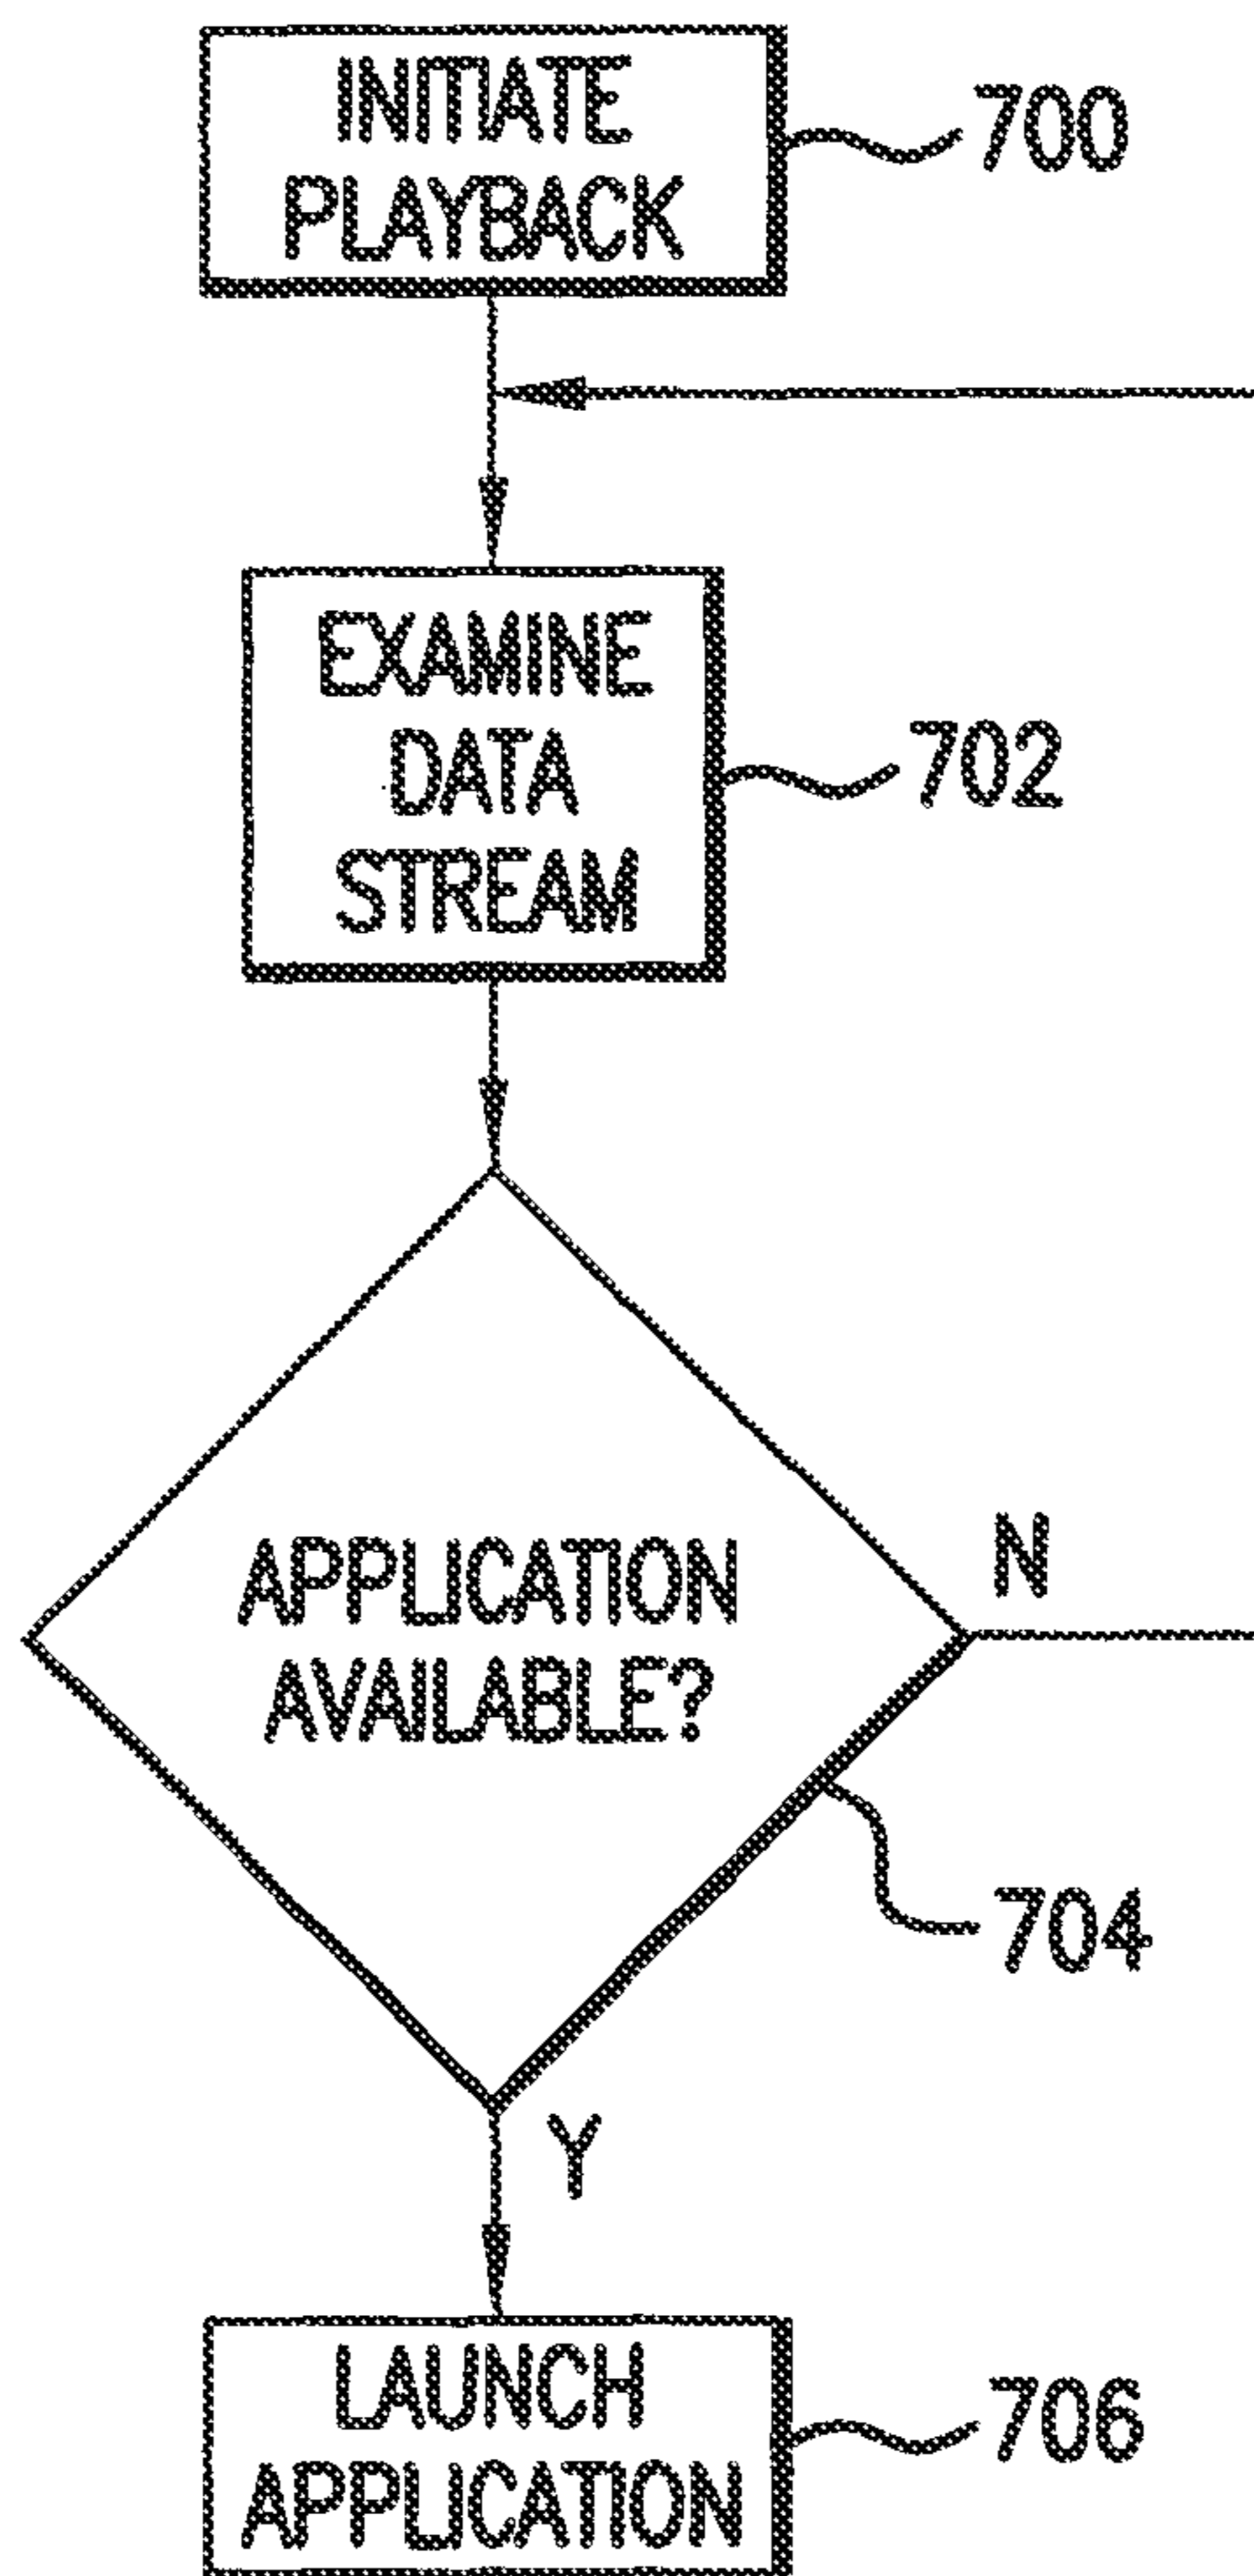 INITIATE
PLAYBACK
700
EXAMINE
DATA
STREAM
702
APPLICATION
AVAILABLE?
N
704
Y
LAUNCH
APPLICATION
706